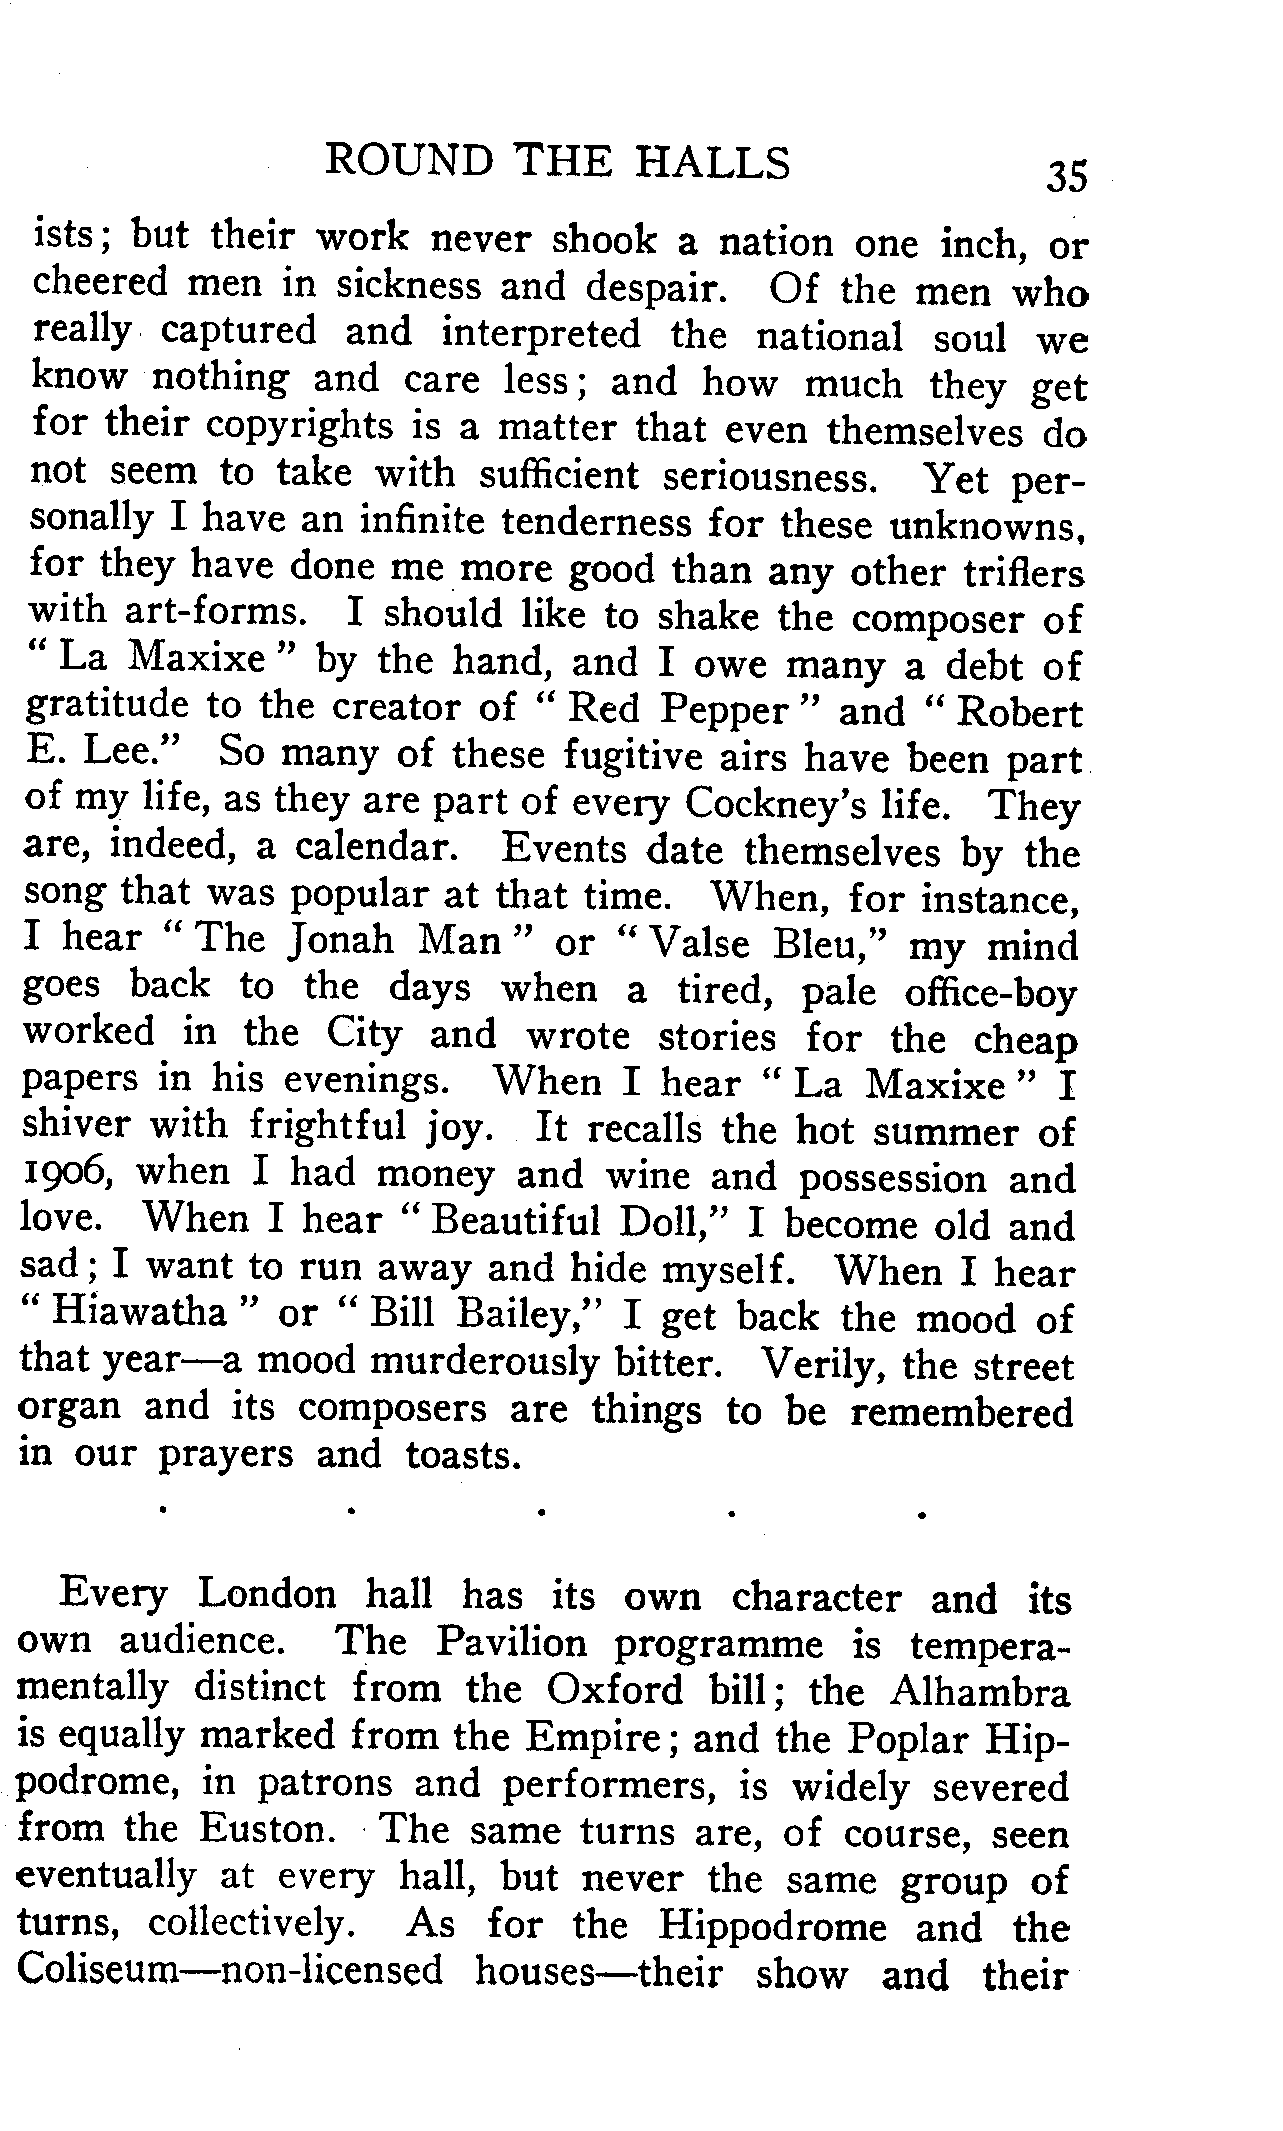 ROUND THE HALLS 35
ists; but their work never shook a nation one inch, or
cheered men in sickness and despair. Of the men who
really captured and interpreted the national soul we
know nothing and care less; and how much they get
for their copyrights is a matter that even themselves do
not seem to take with sufficient seriousness. Yet per-
sonally I have an infinite tenderness for these unknowns,
for they have done me more good than any other triflers
with art-forms. I should like to shake the composer of
" La Maxixe " by the hand, and I owe many a debt of
gratitude to the creator of " Red Pepper " and " Robert
E. Lee." So many of these fugitive airs have been part
of my life, as they are part of every Cockney's life. They
are, indeed, a calendar. Events date themselves by the
song that was popular at that time. When, for instance,
I hear " The Jonah Man " or " Valse Bleu," my mind
goes back to the days when a tired, pale office-boy
worked in the City and wrote stories for the cheap
papers in his evenings. When I hear " La Maxixe " I
shiver with frightful joy. It recalls the hot summer of
1906, when I had money and wine and possession and
love. When I hear " Beautiful Doll," I become old and
sad; I want to run away and hide myself. When I hear
" Hiawatha " or " Bill Bailey," I get back the mood of
that year—a mood murderously bitter. Verily, the street
organ and its composers are things to be remembered
in our prayers and toasts.
. . . . .
Every London hall has its own character and its
own audience. The Pavilion programme is tempera-
mentally distinct from the Oxford bill; the Alhambra
is equally marked from the Empire; and the Poplar Hip-
podrome, in patrons and performers, is widely severed
from the Euston. The same turns are, of course, seen
eventually at every hall, but never the same group of
turns, collectively. As for the Hippodrome and the
Coliseum—non-licensed houses—their show and their